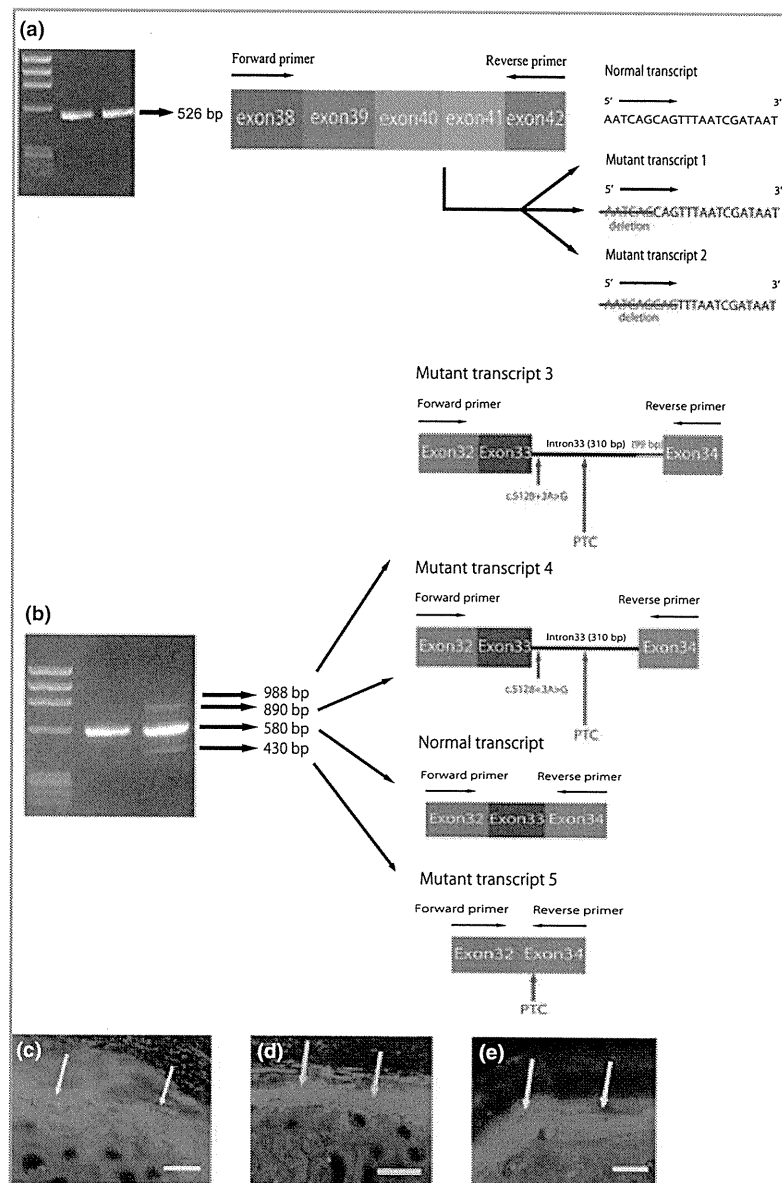 (a)
Forward primer
Reverse primer
526 bp
exon38 exon39 exon40 exon41 exon42
Normal transcript
5' 3'
AATCAGCAGTTTAATCGATAAT
Mutant transcript 1
5' 3'
AATCAGCAGTTTAATCGATAAT
deletion
Mutant transcript 2
5' 3'
AATCAGCAGTTTAATCGATAAT
deletion
Mutant transcript 3
Forward primer
Reverse primer
Exon32 Exon33 Intron33 (310 bp) (99 bp) Exon34
c.5128+3A>G
PTC
(b)
988 bp
890 bp
580 bp
430 bp
Mutant transcript 4
Forward primer
Reverse primer
Exon32 Exon33 Intron33 (310 bp) Exon34
c.5128+3A>G
PTC
Normal transcript
Forward primer Reverse primer
Exon32 Exon33 Exon34
Mutant transcript 5
Forward primer Reverse primer
Exon32 Exon34
PTC
(c) (d) (e)